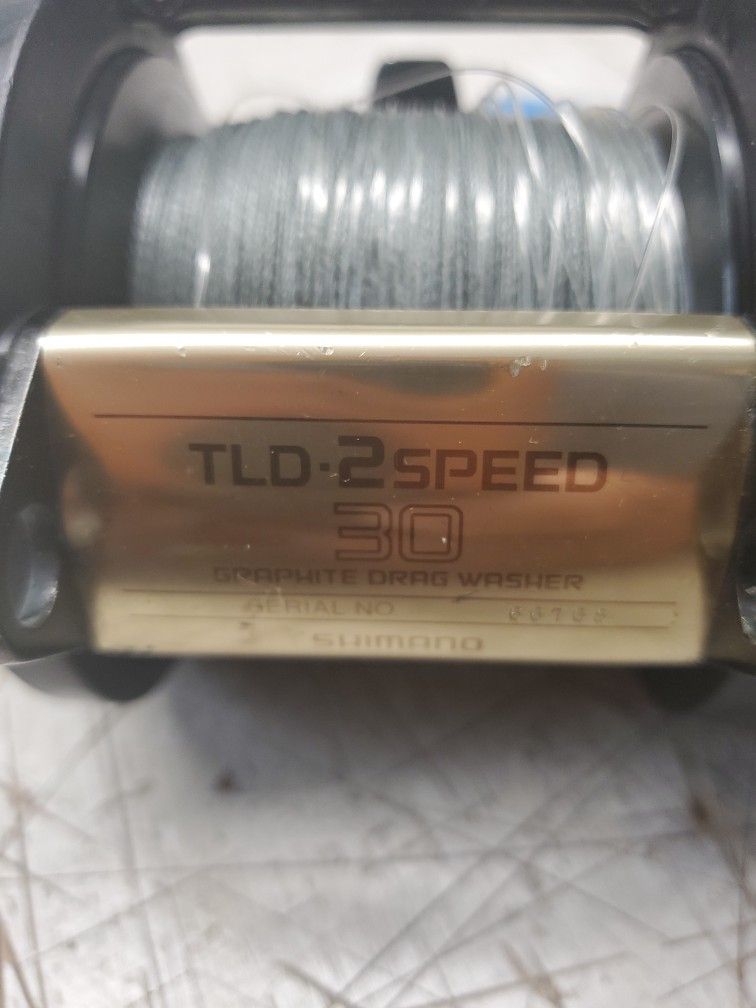 TLD·2SPEED
30
GRAPHITE DRAG WASHER
SERIAL NO
SHIMANO